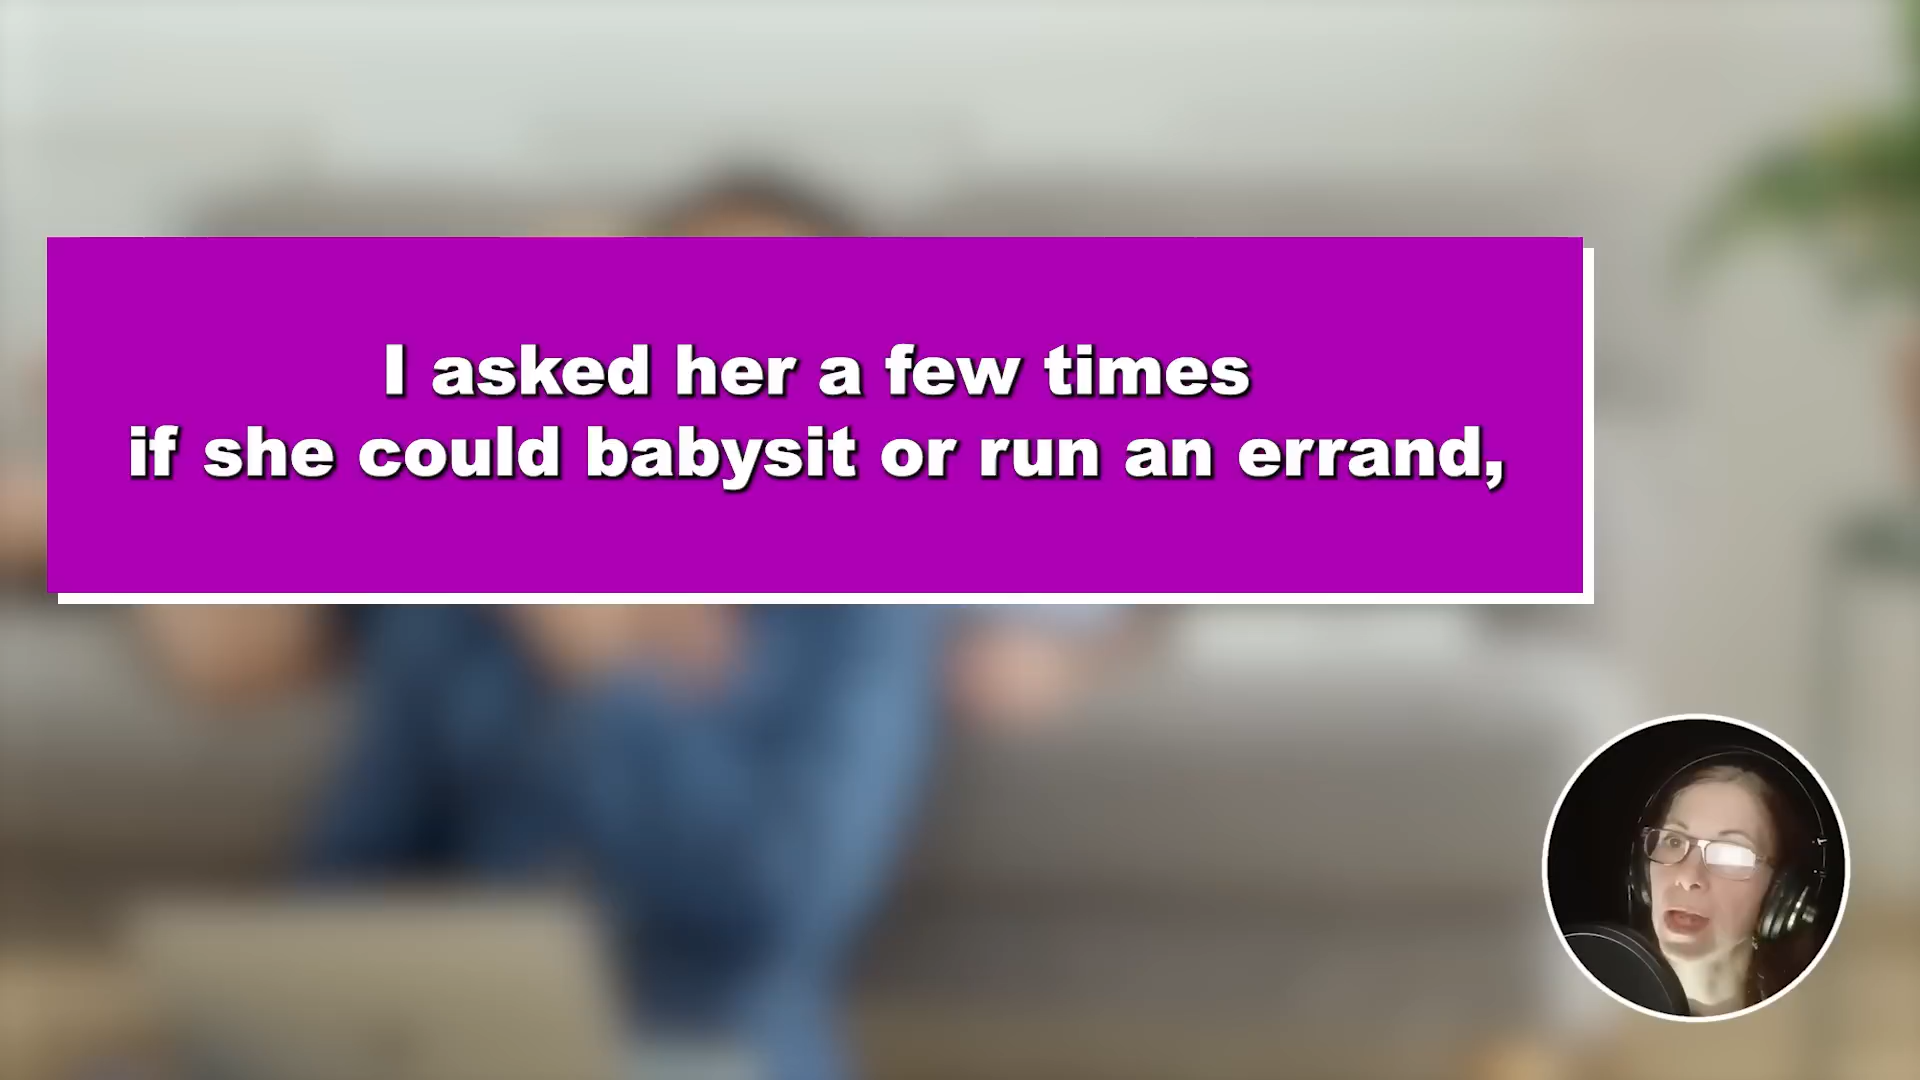 I asked her a few times
if she could babysit or run an errand,